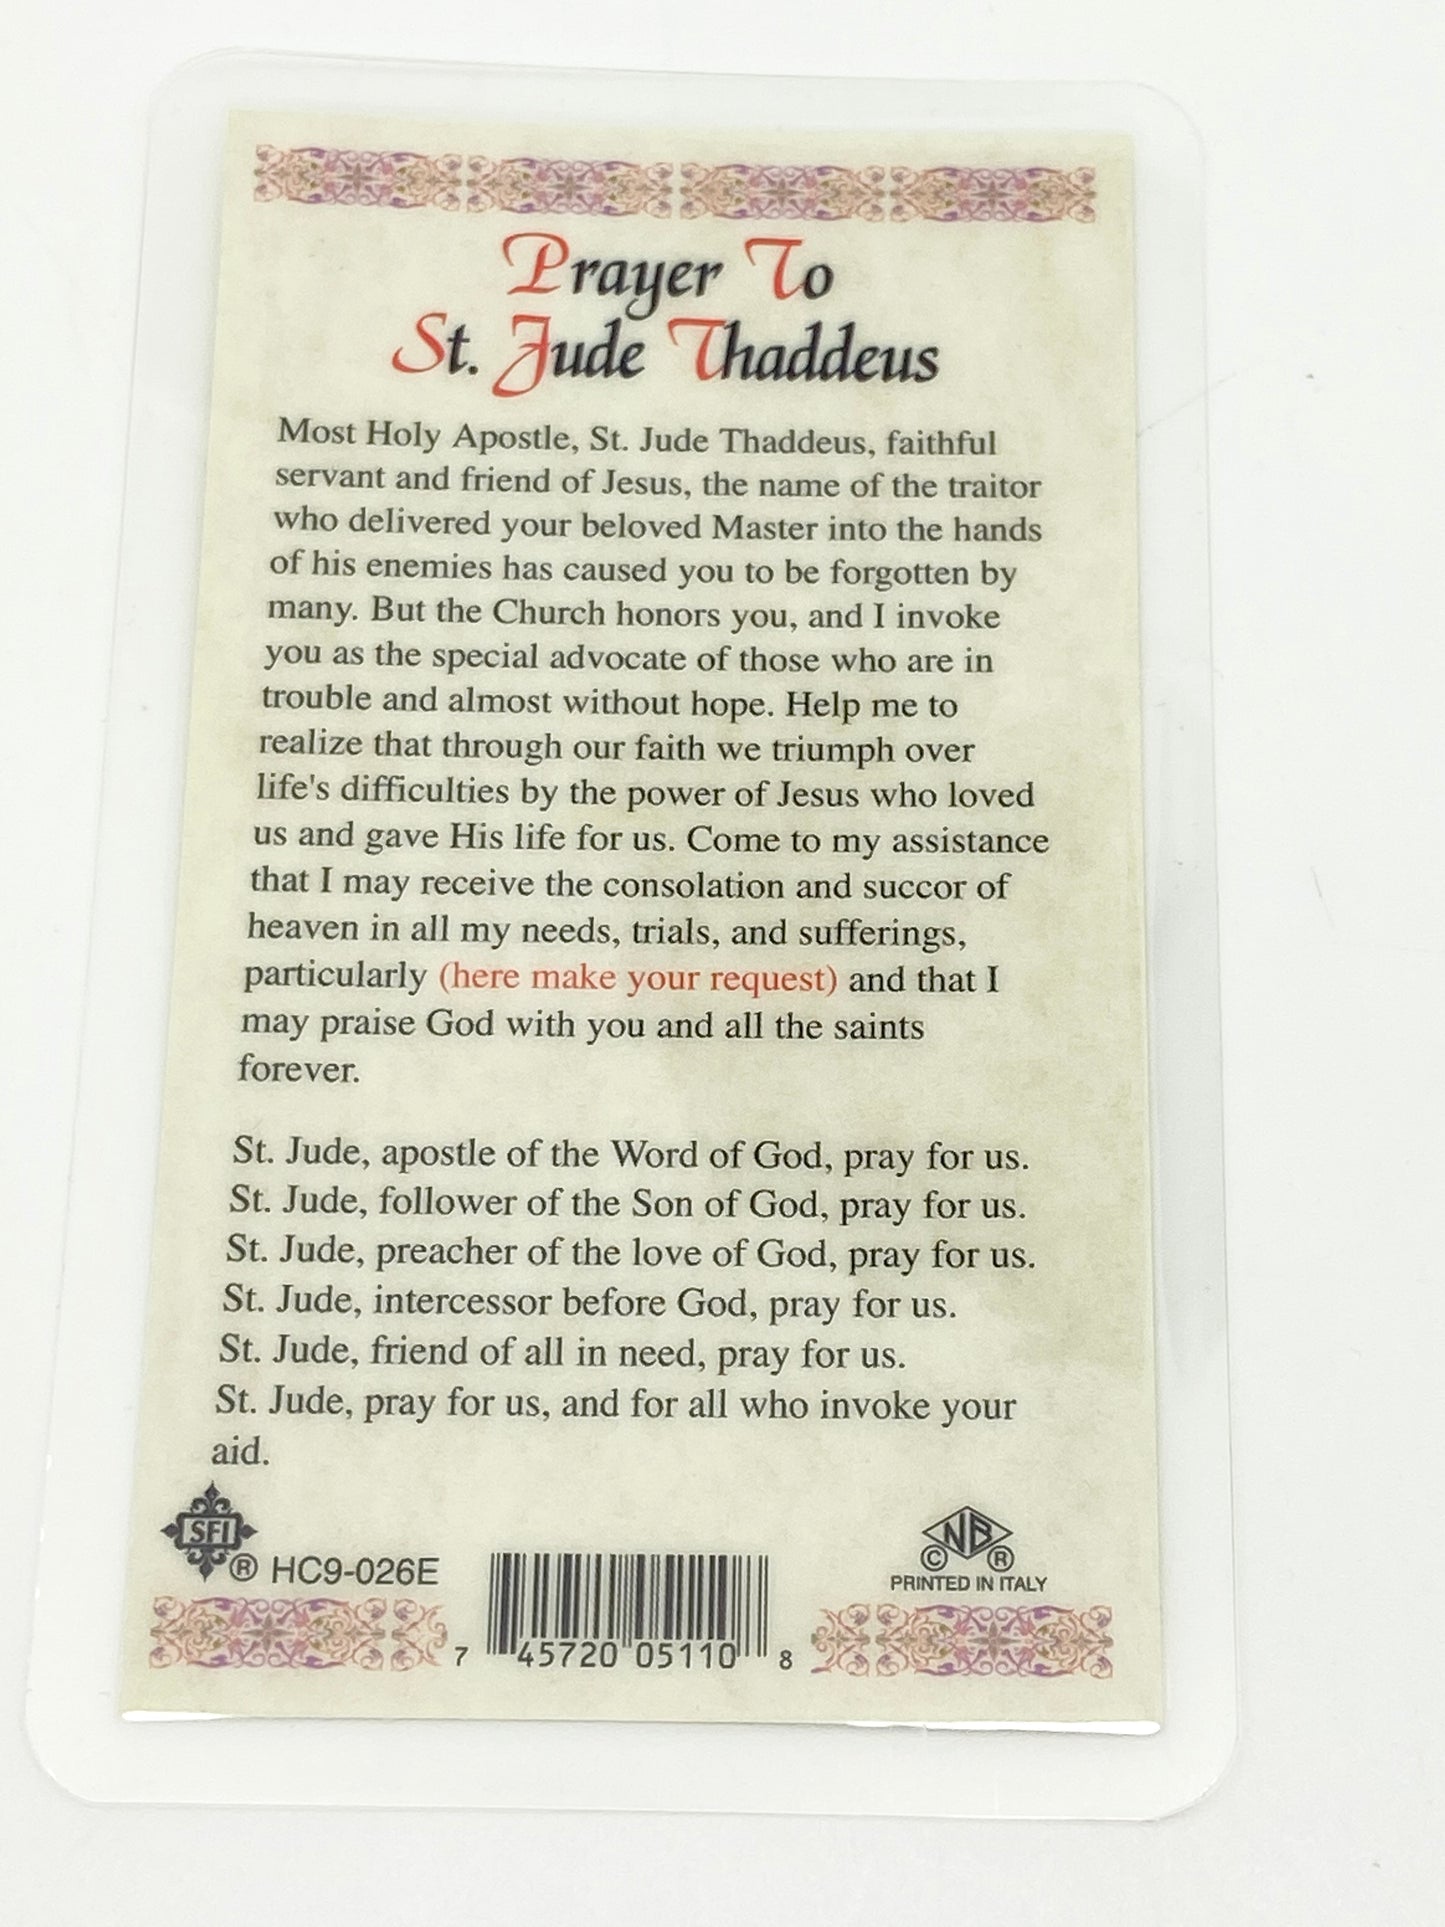 Prayer To
St. Jude Thaddeus
Most Holy Apostle, St. Jude Thaddeus, faithful
servant and friend of Jesus, the name of the traitor
who delivered your beloved Master into the hands
of his enemies has caused you to be forgotten by
many. But the Church honors you, and I invoke
you as the special advocate of those who are in
trouble and almost without hope. Help me to
realize that through our faith we triumph over
life's difficulties by the power of Jesus who loved
us and gave His life for us. Come to my assistance
that I may receive the consolation and succor of
heaven in all my needs, trials, and sufferings,
particularly (here make your request) and that I
may praise God with you and all the saints
forever.
St. Jude, apostle of the Word of God, pray for us.
St. Jude, follower of the Son of God, pray for us.
St. Jude, preacher of the love of God, pray for us.
St. Jude, intercessor before God, pray for us.
St. Jude, friend of all in need, pray for us.
St. Jude, pray for us, and for all who invoke your
aid.
SFI ® HC9-026E
NB
© ®
PRINTED IN ITALY
7 45720 05110 8